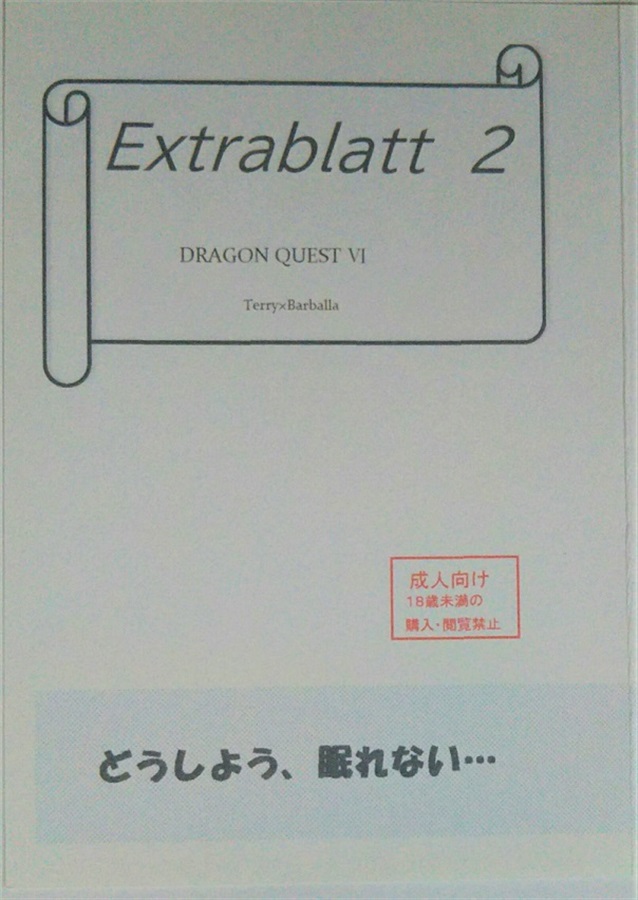 Extrablatt 2
DRAGON QUEST VI
Terry×Barballa
成人向け
18歳未満の
購入・閲覧禁止
どうしよう、眠れない…